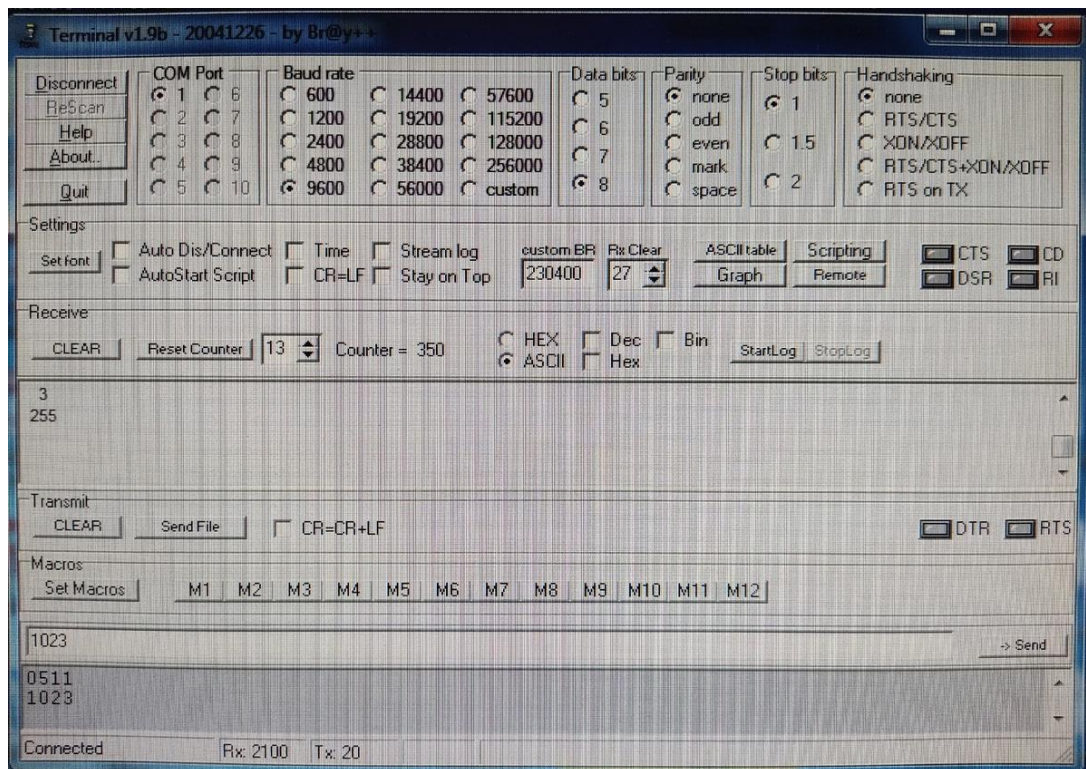 Terminal v1.9b - 20041226 - by Br@y++
Disconnect
ReScan
Help
About..
Quit
COM Port
1 6
2 7
3 8
4 9
5 10
Baud rate
600 14400 57600
1200 19200 115200
2400 28800 128000
4800 38400 256000
9600 56000 custom
Data bits
5
6
7
8
Parity
none
odd
even
mark
space
Stop bits
1
1.5
2
Handshaking
none
RTS/CTS
XON/XOFF
RTS/CTS+XON/XOFF
RTS on TX
Settings
Set font
Auto Dis/Connect Time Stream log
AutoStart Script CR=LF Stay on Top
custom BR Rx Clear
230400 27
ASCII table Scripting
Graph Remote
CTS CD
DSR RI
Receive
CLEAR Reset Counter 13 Counter = 350
HEX Dec Bin
ASCII Hex
StartLog StopLog
3
255
Transmit
CLEAR Send File CR=CR+LF DTR RTS
Macros
Set Macros M1 M2 M3 M4 M5 M6 M7 M8 M9 M10 M11 M12
1023 -> Send
0511
1023
Connected Rx: 2100 Tx: 20